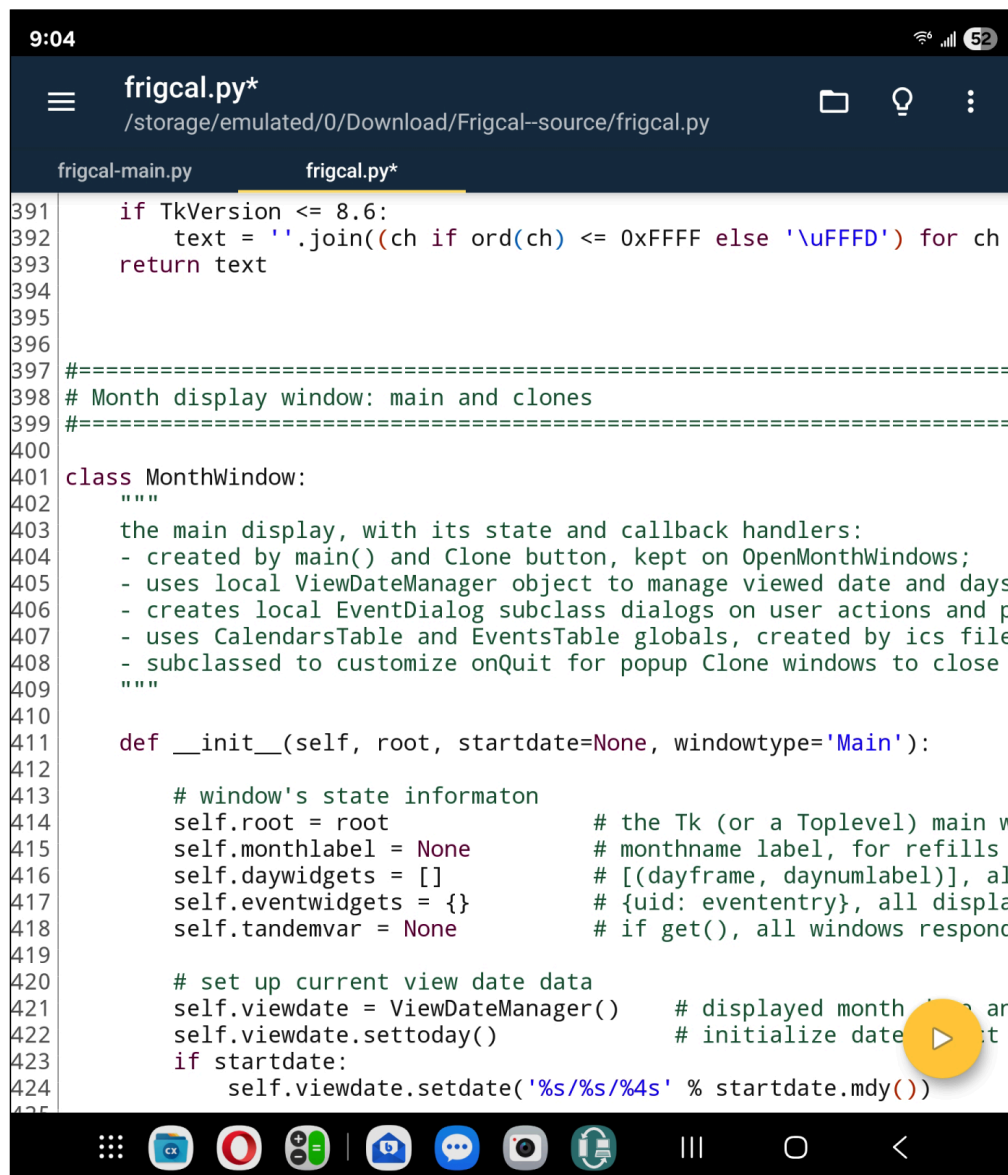 9:04 52
frigcal.py*
/storage/emulated/0/Download/Frigcal--source/frigcal.py
frigcal-main.py frigcal.py*
391     if TkVersion <= 8.6:
392         text = ''.join((ch if ord(ch) <= 0xFFFF else '\uFFFD') for ch
393     return text
394
395
396
397 #=====================================================================
398 # Month display window: main and clones
399 #=====================================================================
400
401 class MonthWindow:
402     """
403     the main display, with its state and callback handlers:
404     - created by main() and Clone button, kept on OpenMonthWindows;
405     - uses local ViewDateManager object to manage viewed date and days
406     - creates local EventDialog subclass dialogs on user actions and p
407     - uses CalendarsTable and EventsTable globals, created by ics file
408     - subclassed to customize onQuit for popup Clone windows to close
409     """
410
411     def __init__(self, root, startdate=None, windowtype='Main'):
412
413         # window's state informaton
414         self.root = root               # the Tk (or a Toplevel) main w
415         self.monthlabel = None         # monthname label, for refills
416         self.daywidgets = []           # [(dayframe, daynumlabel)], al
417         self.eventwidgets = {}         # {uid: evententry}, all displa
418         self.tandemvar = None          # if get(), all windows respond
419
420         # set up current view date data
421         self.viewdate = ViewDateManager()    # displayed month an
422         self.viewdate.settoday()             # initialize date
423         if startdate:
424             self.viewdate.setdate('%s/%s/%4s' % startdate.mdy())